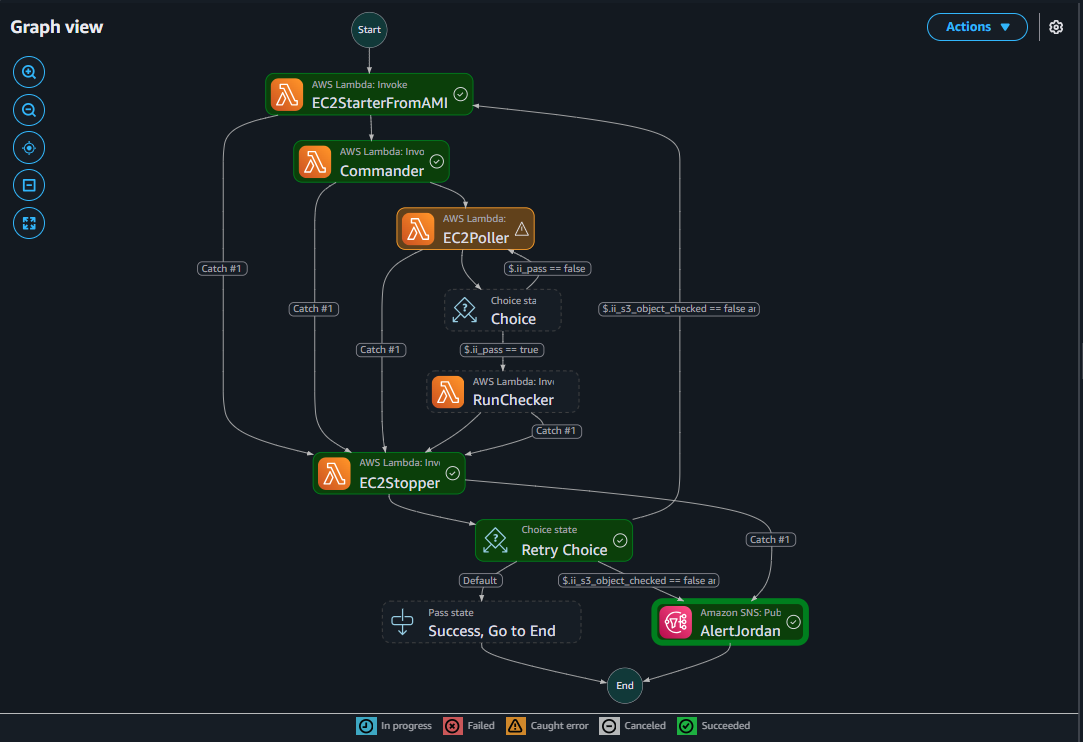 Graph view
Actions
Start
AWS Lambda: Invoke
EC2StarterFromAMI
AWS Lambda: Invo
Commander
AWS Lambda:
EC2Poller
Catch #1
$.ii_pass == false
Choice sta
Choice
Catch #1
$.ii_s3_object_checked == false an
Catch #1
$.ii_pass == true
AWS Lambda: Inv
RunChecker
Catch #1
AWS Lambda: Inv
EC2Stopper
Choice state
Retry Choice
Catch #1
Default
$.ii_s3_object_checked == false an
Pass state
Success, Go to End
Amazon SNS: Pub
AlertJordan
End
In progress
Failed
Caught error
Canceled
Succeeded